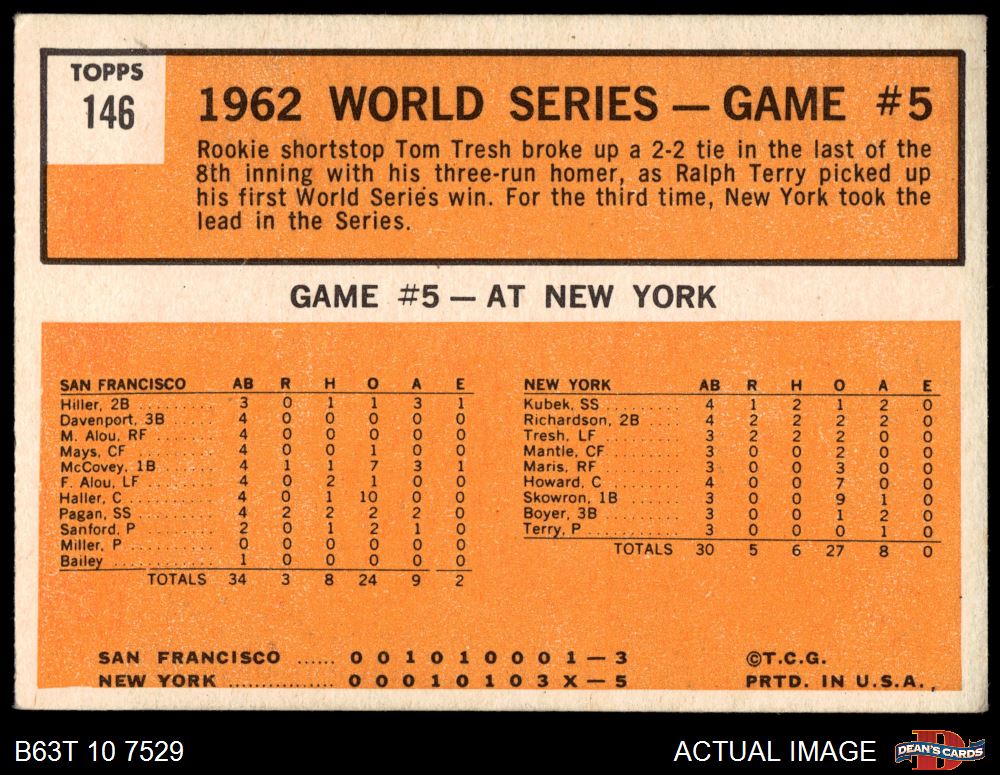 TOPPS
146
1962 WORLD SERIES — GAME #5
Rookie shortstop Tom Tresh broke up a 2-2 tie in the last of the
8th inning with his three-run homer, as Ralph Terry picked up
his first World Series win. For the third time, New York took the
lead in the Series.
GAME #5 — AT NEW YORK
SAN FRANCISCO AB R H O A E
Hiller, 2B .......... 3 0 1 1 3 1
Davenport, 3B ....... 4 0 0 0 0 0
M. Alou, RF ......... 4 0 0 0 0 0
Mays, CF ............ 4 0 0 1 0 0
McCovey, 1B ......... 4 1 1 7 3 1
F. Alou, LF ......... 4 0 2 1 0 0
Haller, C ........... 4 0 1 10 0 0
Pagan, SS ........... 4 2 2 2 2 0
Sanford, P .......... 2 0 1 2 1 0
Miller, P ........... 0 0 0 0 0 0
Bailey .............. 1 0 0 0 0 0
TOTALS 34 3 8 24 9 2
NEW YORK AB R H O A E
Kubek, SS ........... 4 1 2 1 2 0
Richardson, 2B ...... 4 2 2 2 2 0
Tresh, LF ........... 3 2 2 2 0 0
Mantle, CF .......... 3 0 0 2 0 0
Maris, RF ........... 3 0 0 3 0 0
Howard, C ........... 4 0 0 7 0 0
Skowron, 1B ......... 3 0 0 9 1 0
Boyer, 3B ........... 3 0 0 1 2 0
Terry, P ............ 3 0 0 0 1 0
TOTALS 30 5 6 27 8 0
SAN FRANCISCO ...... 0 0 1 0 1 0 0 0 1 — 3
NEW YORK ............... 0 0 0 1 0 1 0 3 X — 5
©T.C.G.
PRTD. IN U.S.A.
B63T 10 7529
ACTUAL IMAGE
DEAN'S CARDS